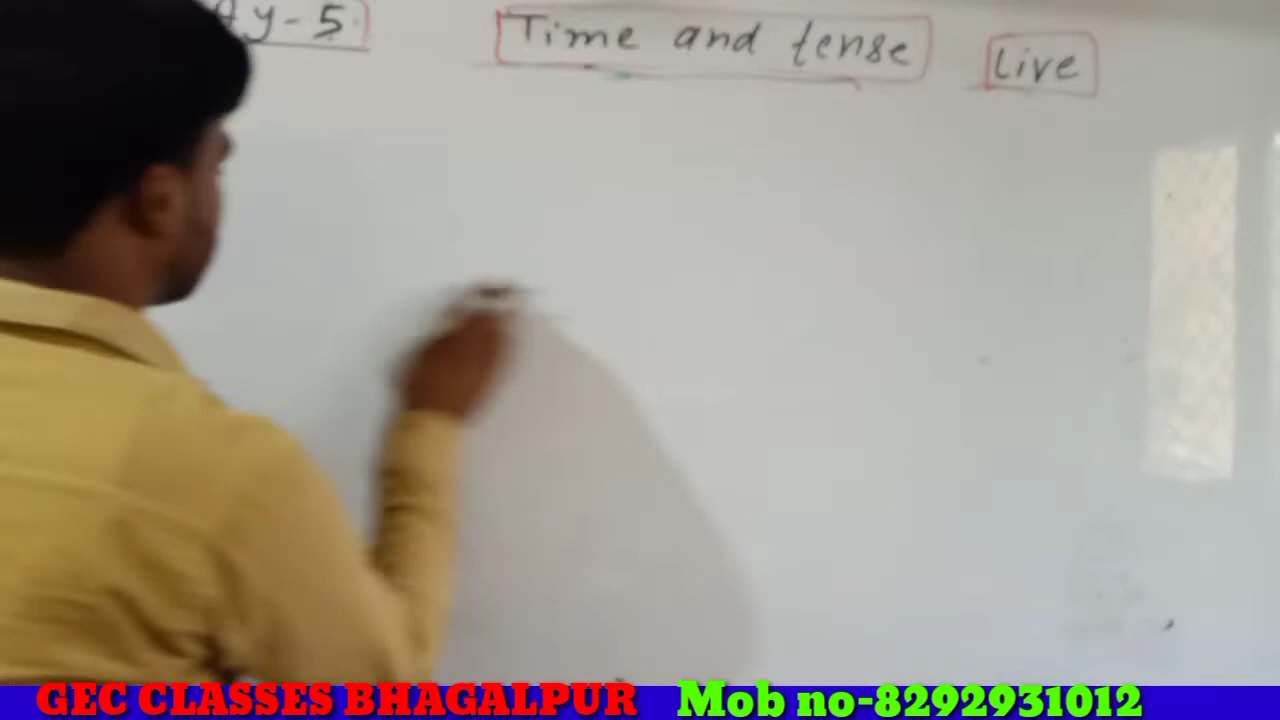 y-5. Time and tense Live
GEC CLASSES BHAGALPUR Mob no-8292931012